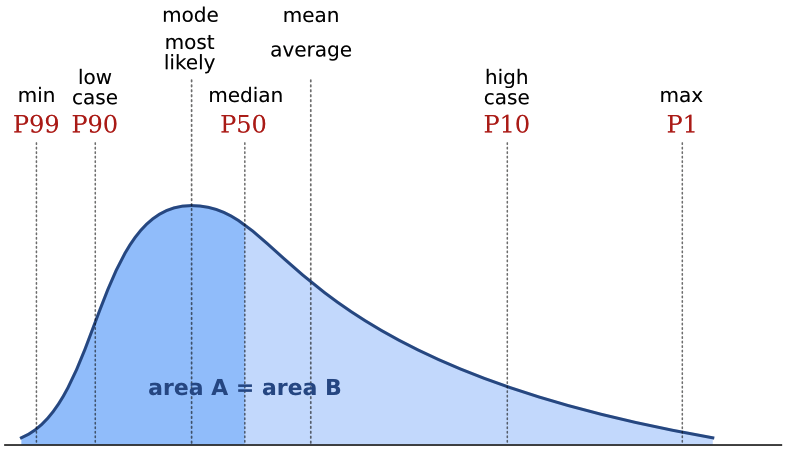 mode
most
likely
mean
average
min
P99
low
case
P90
median
P50
high
case
P10
max
P1
area A = area B